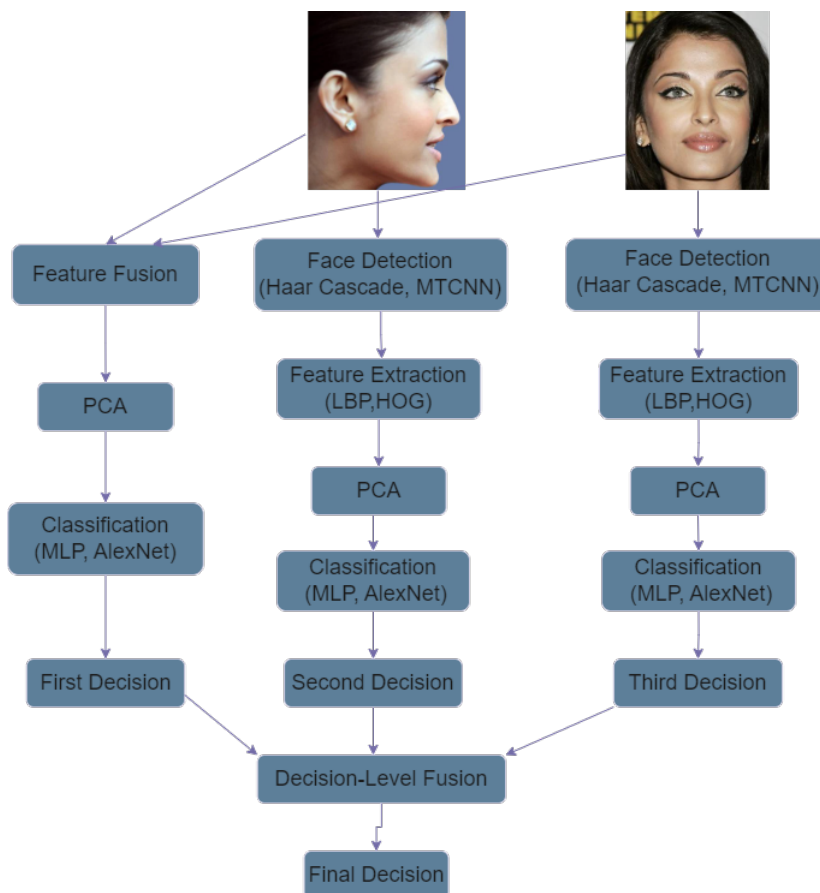 Feature Fusion
Face Detection
(Haar Cascade, MTCNN)
Face Detection
(Haar Cascade, MTCNN)
Feature Extraction
(LBP,HOG)
Feature Extraction
(LBP,HOG)
PCA
PCA
PCA
Classification
(MLP, AlexNet)
Classification
(MLP, AlexNet)
Classification
(MLP, AlexNet)
First Decision
Second Decision
Third Decision
Decision-Level Fusion
Final Decision